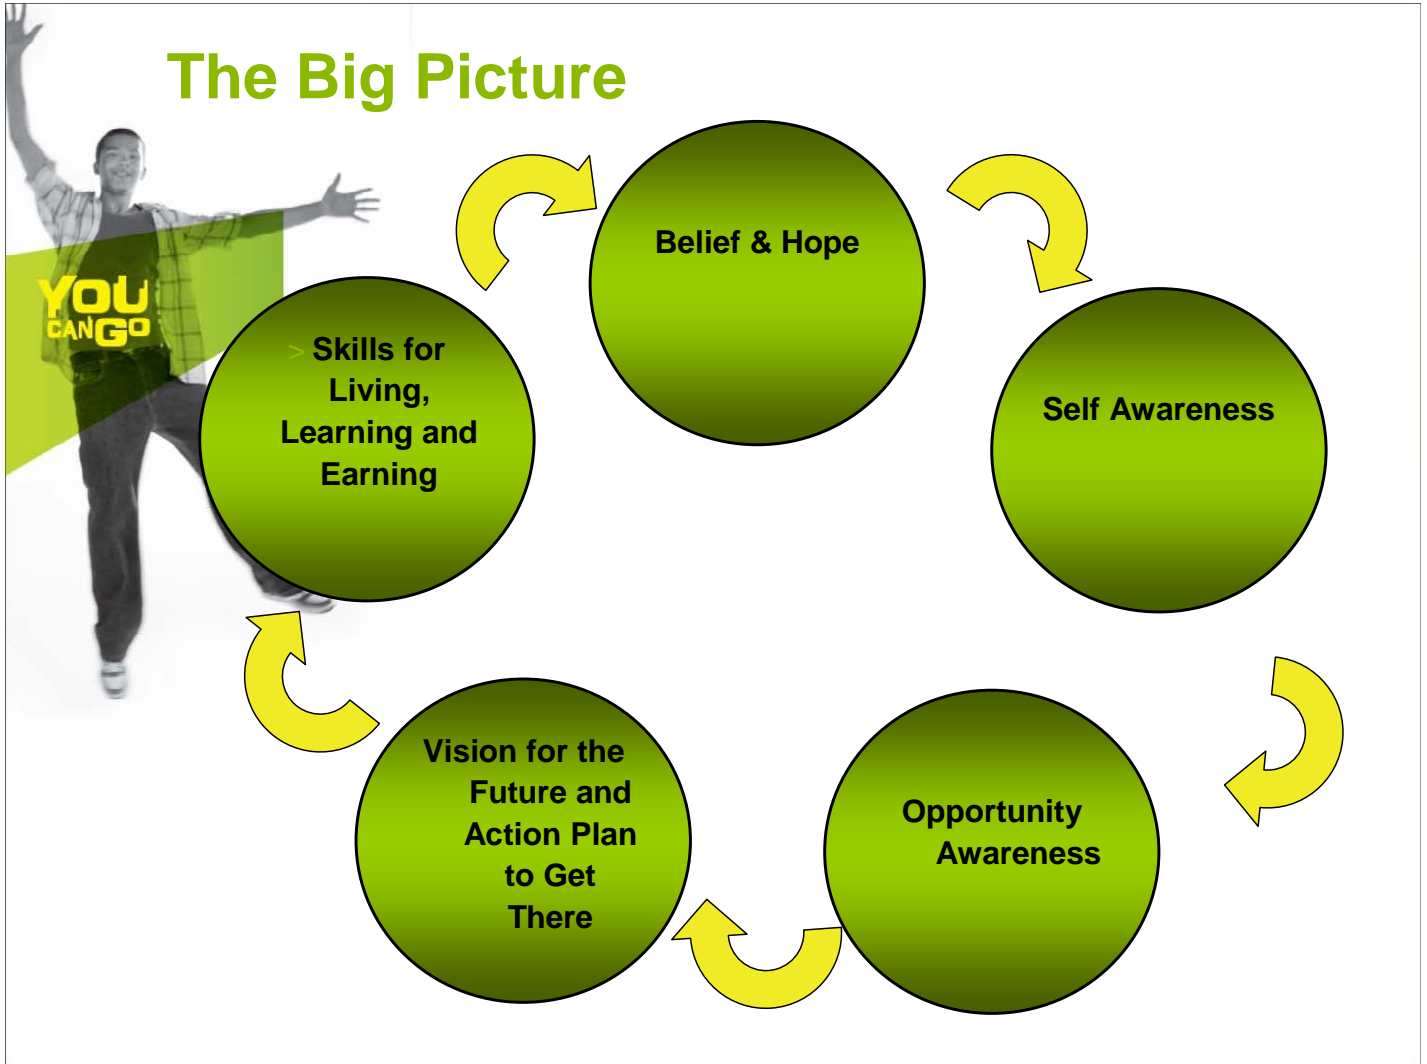 The Big Picture
YOU
CAN GO
Belief & Hope
Self Awareness
Opportunity
Awareness
Vision for the
Future and
Action Plan
to Get
There
> Skills for
Living,
Learning and
Earning